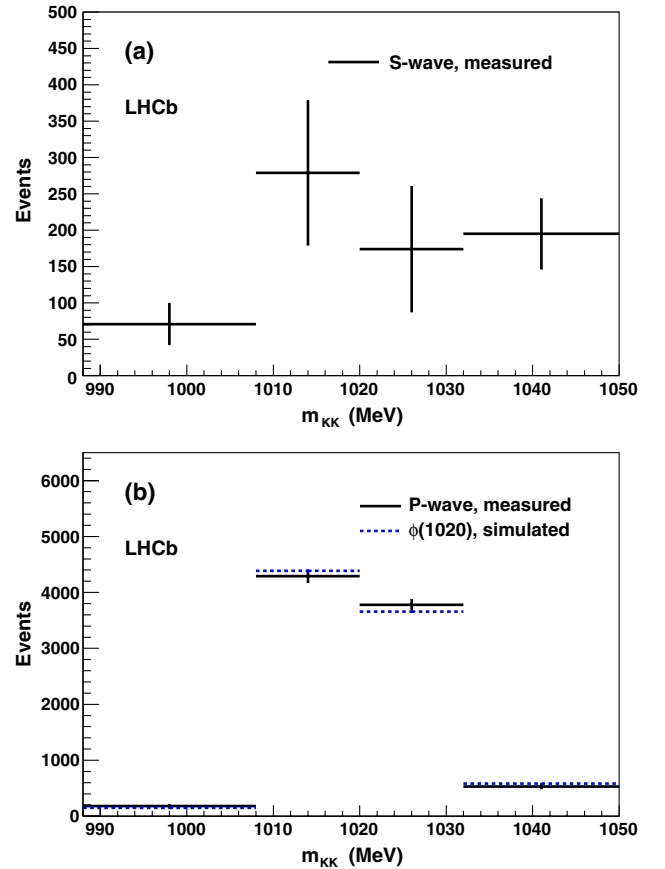 500
450
400
350
300
250
200
150
100
50
0
Events
(a)
LHCb
S-wave, measured
990 1000 1010 1020 1030 1040 1050
m KK (MeV)
6000
5000
4000
3000
2000
1000
0
Events
(b)
LHCb
P-wave, measured
ϕ(1020), simulated
990 1000 1010 1020 1030 1040 1050
m KK (MeV)